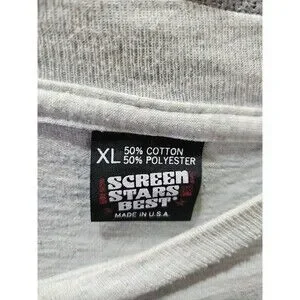 XL 50% COTTON
50% POLYESTER
SCREEN
STARS
BEST
MADE IN U.S.A.